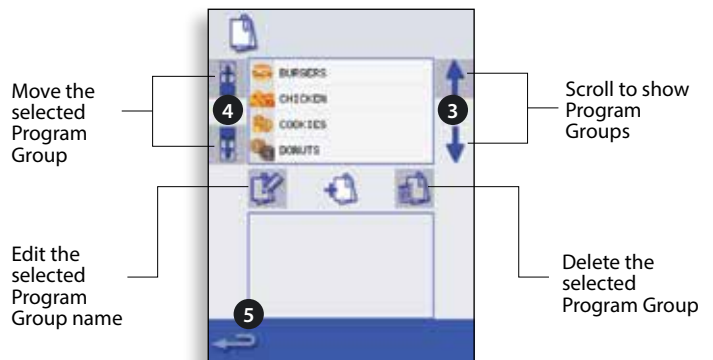 Move the
selected
Program
Group
4
BURGERS
CHICKEN
COOKIES
DONUTS
3
Scroll to show
Program
Groups
Edit the
selected
Program
Group name
Delete the
selected
Program Group
5